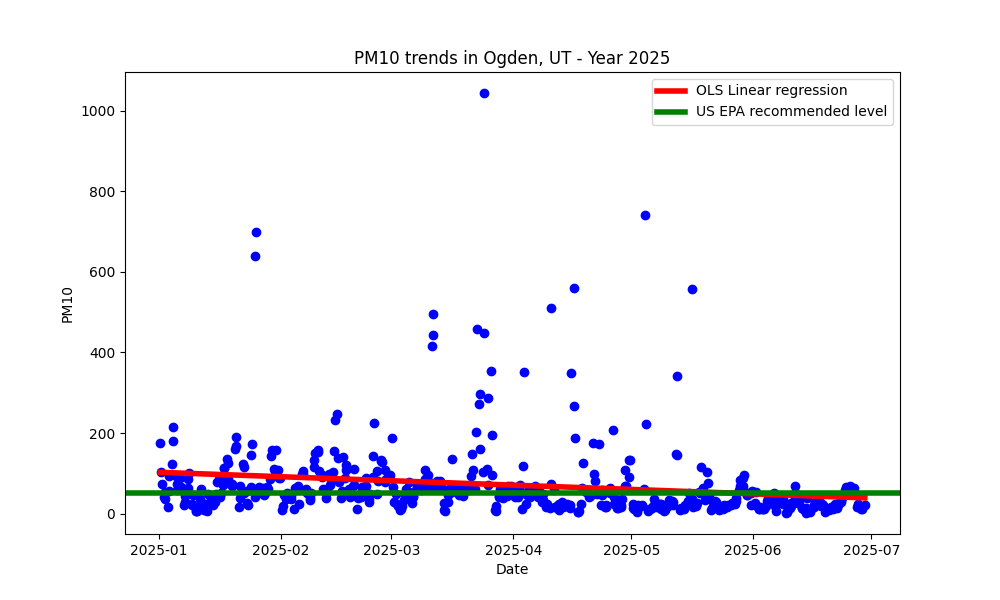 PM10 trends in Ogden, UT - Year 2025
OLS Linear regression
US EPA recommended level
1000
800
600
400
200
0
PM10
2025-01 2025-02 2025-03 2025-04 2025-05 2025-06 2025-07
Date